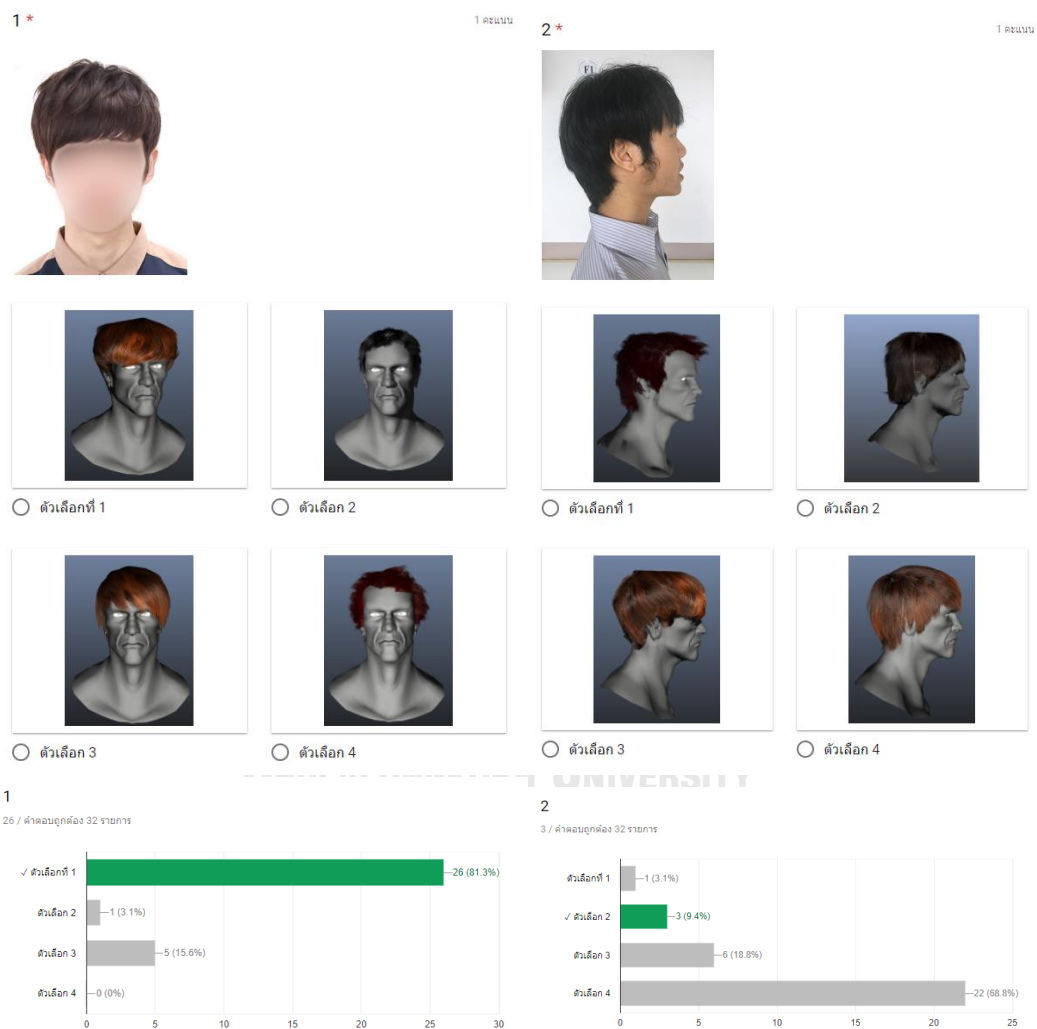 1 *
1 คะแนน
2 *
1 คะแนน
F1
ตัวเลือกที่ 1
ตัวเลือก 2
ตัวเลือก 3
ตัวเลือก 4
ตัวเลือกที่ 1
ตัวเลือก 2
ตัวเลือก 3
ตัวเลือก 4
UNIVERSITY
1
26 / คำตอบถูกต้อง 32 รายการ
✓ ตัวเลือกที่ 1
26 (81.3%)
ตัวเลือก 2
1 (3.1%)
ตัวเลือก 3
5 (15.6%)
ตัวเลือก 4
0 (0%)
0 5 10 15 20 25 30
2
3 / คำตอบถูกต้อง 32 รายการ
ตัวเลือกที่ 1
1 (3.1%)
✓ ตัวเลือก 2
3 (9.4%)
ตัวเลือก 3
6 (18.8%)
ตัวเลือก 4
22 (68.8%)
0 5 10 15 20 25